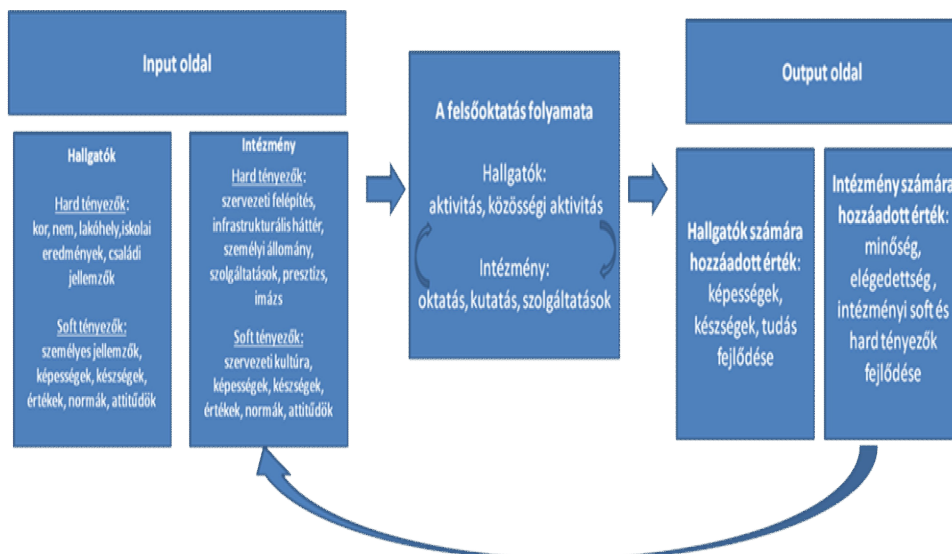 Input oldal
Hallgatók
Hard tényezők:
kor, nem, lakóhely,iskolai
eredmények, családi
jellemzők
Soft tényezők:
személyes jellemzők,
képességek, készségek,
értékek, normák, attitűdök
Intézmény
Hard tényezők:
szervezeti felépítés,
infrastrukturális háttér,
személyi állomány,
szolgáltatások, presztízs,
imázs
Soft tényezők:
szervezeti kultúra,
képességek, készségek,
értékek, normák, attitűdök
A felsőoktatás folyamata
Hallgatók:
aktivitás, közösségi aktivitás
Intézmény:
oktatás, kutatás, szolgáltatások
Output oldal
Hallgatók számára
hozzáadott érték:
képességek,
készségek, tudás
fejlődése
Intézmény számára
hozzáadott érték:
minőség,
elégedettség ,
intézményi soft és
hard tényezők
fejlődése